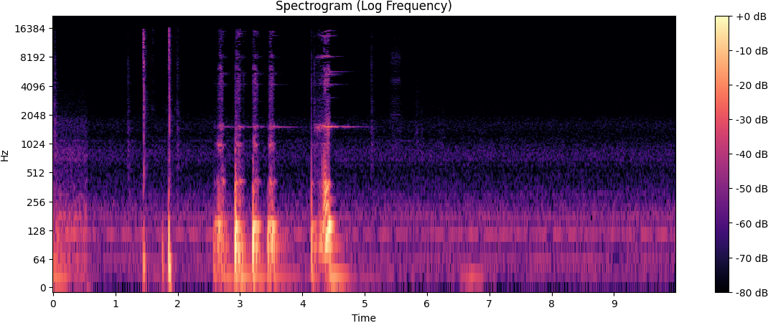 Spectrogram (Log Frequency)
16384
8192
4096
2048
1024
512
256
128
64
0
Hz
0 1 2 3 4 5 6 7 8 9
Time
+0 dB
-10 dB
-20 dB
-30 dB
-40 dB
-50 dB
-60 dB
-70 dB
-80 dB